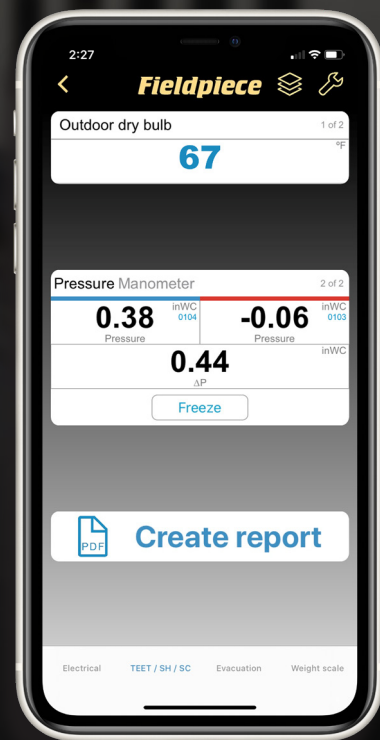 2:27
Fieldpiece
Outdoor dry bulb 1 of 2
67 °F
Pressure Manometer 2 of 2
0.38 inWC -0.06 inWC
0104 0103
Pressure Pressure
0.44 inWC
ΔP
Freeze
PDF Create report
Electrical TEET / SH / SC Evacuation Weight scale